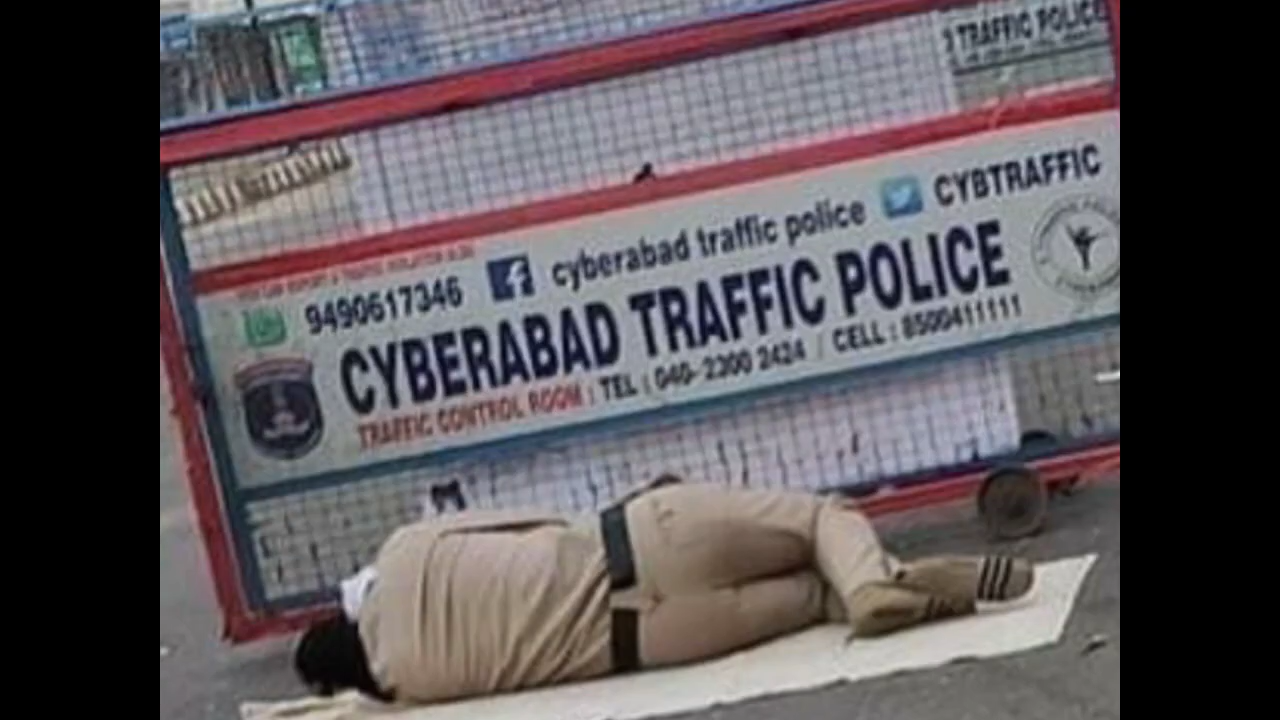 TRAFFIC POLICE
9490617346 f cyberabad traffic police CYBTRAFFIC
CYBERABAD TRAFFIC POLICE
TRAFFIC CONTROL ROOM : TEL : 040-2300 2424 / CELL : 8500411111